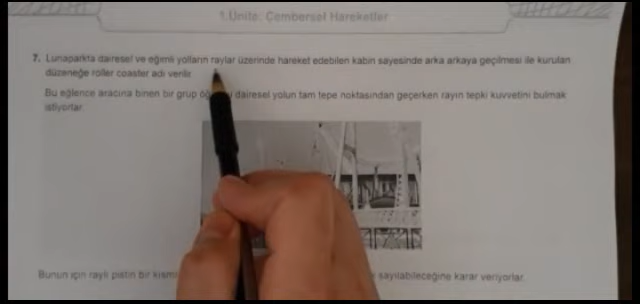 1.Ünite: Çembersel Hareketler
7. Lunaparkta dairesel ve eğimli yolların raylar üzerinde hareket edebilen kabin sayesinde arka arkaya geçilmesi ile kurulan
düzeneğe roller coaster adı verilir.
Bu eğlence aracına binen bir grup dairesel yolun tam tepe noktasından geçerken rayın tepki kuvvetini bulmak
istiyorlar.
Bunun için raylı pistin bir sayılabileceğine karar veriyorlar.